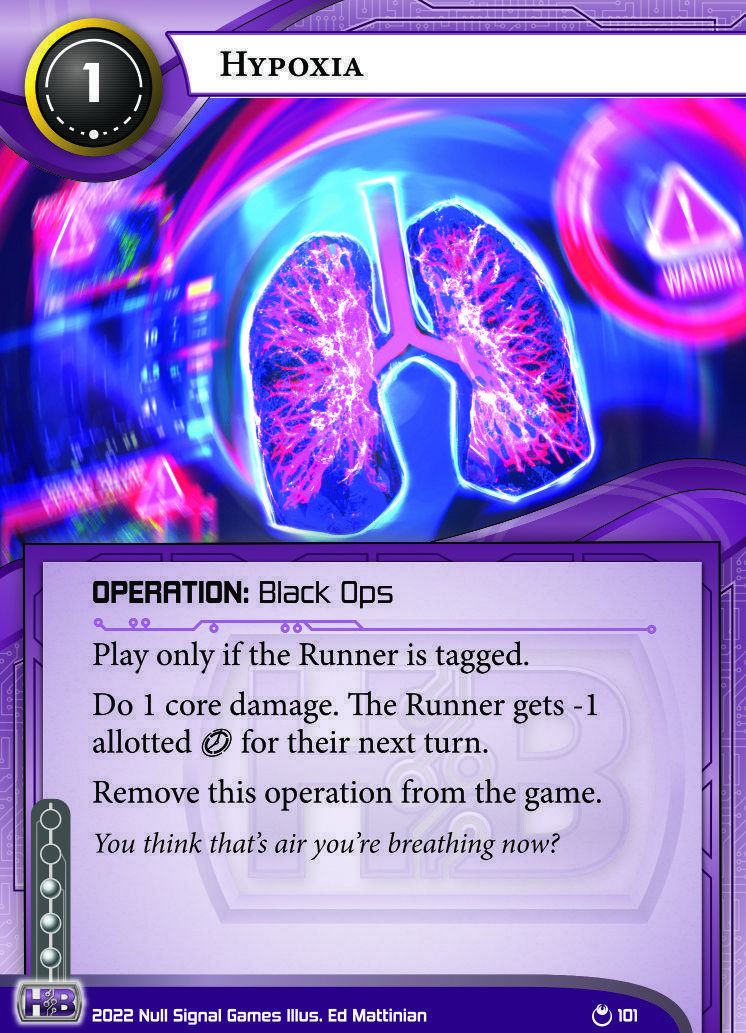 1
Hypoxia
WARNING
OPERATION: Black Ops
Play only if the Runner is tagged.
Do 1 core damage. The Runner gets -1
allotted for their next turn.
Remove this operation from the game.
You think that's air you're breathing now?
HB
2022 Null Signal Games Illus. Ed Mattinian
101